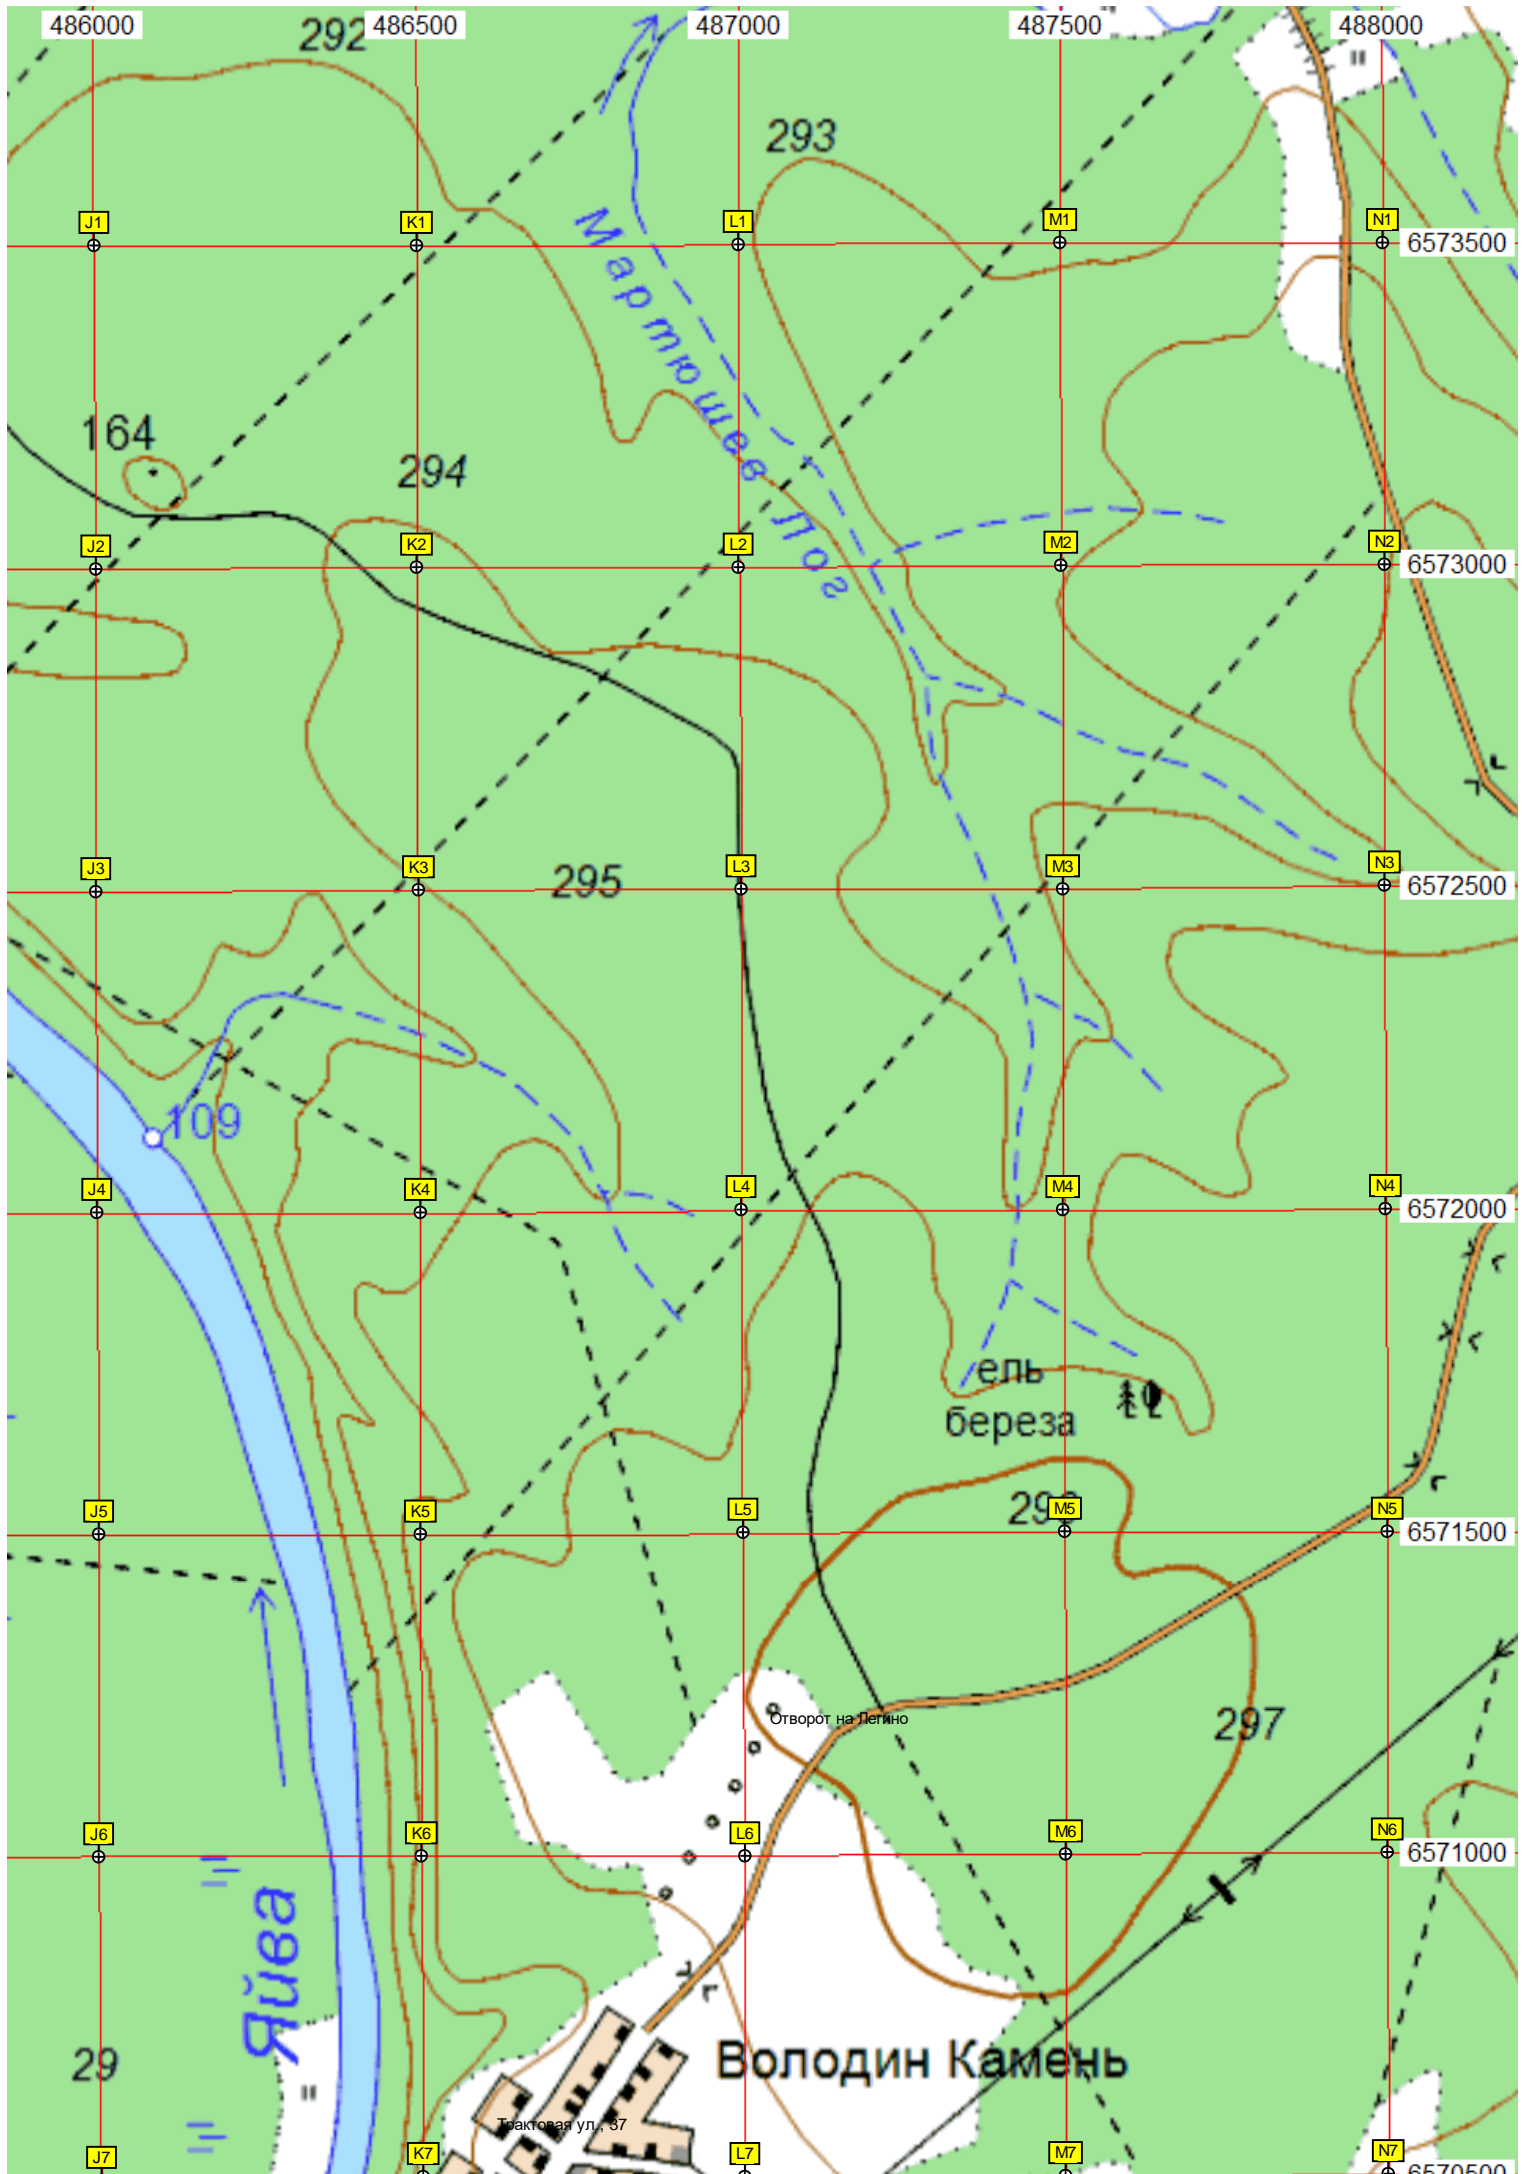 486000 486500 487000 487500 488000
292
293
J1 K1 L1 M1 N1
6573500
Мартюшев Лог
164
294
J2 K2 L2 M2 N2
6573000
J3 K3 L3 M3 N3
295
6572500
109
J4 K4 L4 M4 N4
6572000
ель
береза
J5 K5 L5 M5 N5
6571500
297
Отворот на Легино
J6 K6 L6 M6 N6
6571000
Яйва
29
Володин Камень
Трактовая ул., 37
J7 K7 L7 M7 N7
6570500